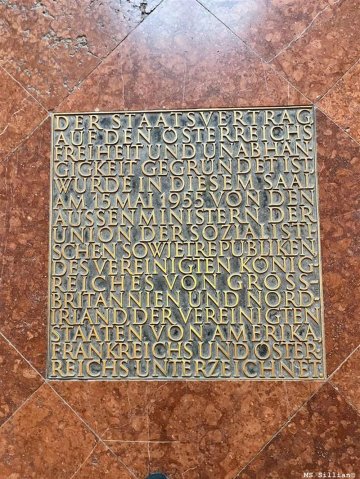 DER STAATSVERTRAG
AUF DEN ÖSTERREICHS
FREIHEIT UND UNABHÄN
GIGKEIT GEGRÜNDET IST
WURDE IN DIESEM SAAL
AM 15 MAI 1955 VON DEN
AUSSENMINISTERN DER
UNION DER SOZIALISTI
SCHEN SOWJETREPUBLIKEN
DES VEREINIGTEN KÖNIG
REICHES VON GROSS-
BRITANNIEN UND NORD-
IRLAND DER VEREINIGTEN
STAATEN VON AMERIKA
FRANKREICHS UND ÖSTER
REICHS UNTERZEICHNET
MS Sillians